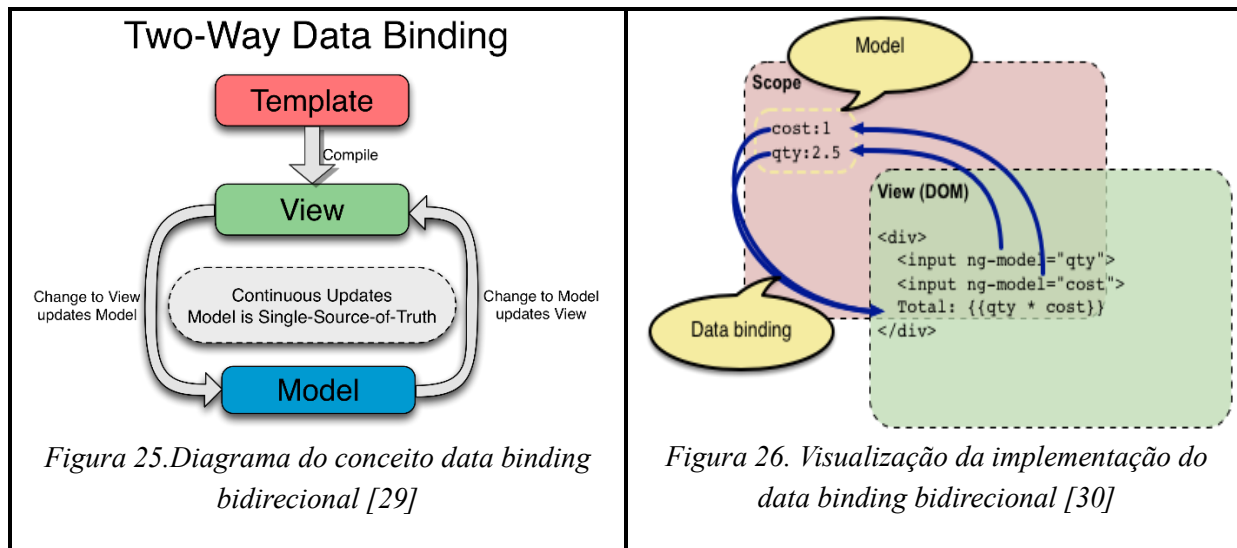 Two-Way Data Binding
Template
Compile
View
Change to View
updates Model
Continuous Updates
Model is Single-Source-of-Truth
Change to Model
updates View
Model
Figura 25.Diagrama do conceito data binding
bidirecional [29]
Model
Scope
cost:1
qty:2.5
View (DOM)
<div>
<input ng-model="qty">
<input ng-model="cost">
Total: {{qty * cost}}
</div>
Data binding
Figura 26. Visualização da implementação do
data binding bidirecional [30]